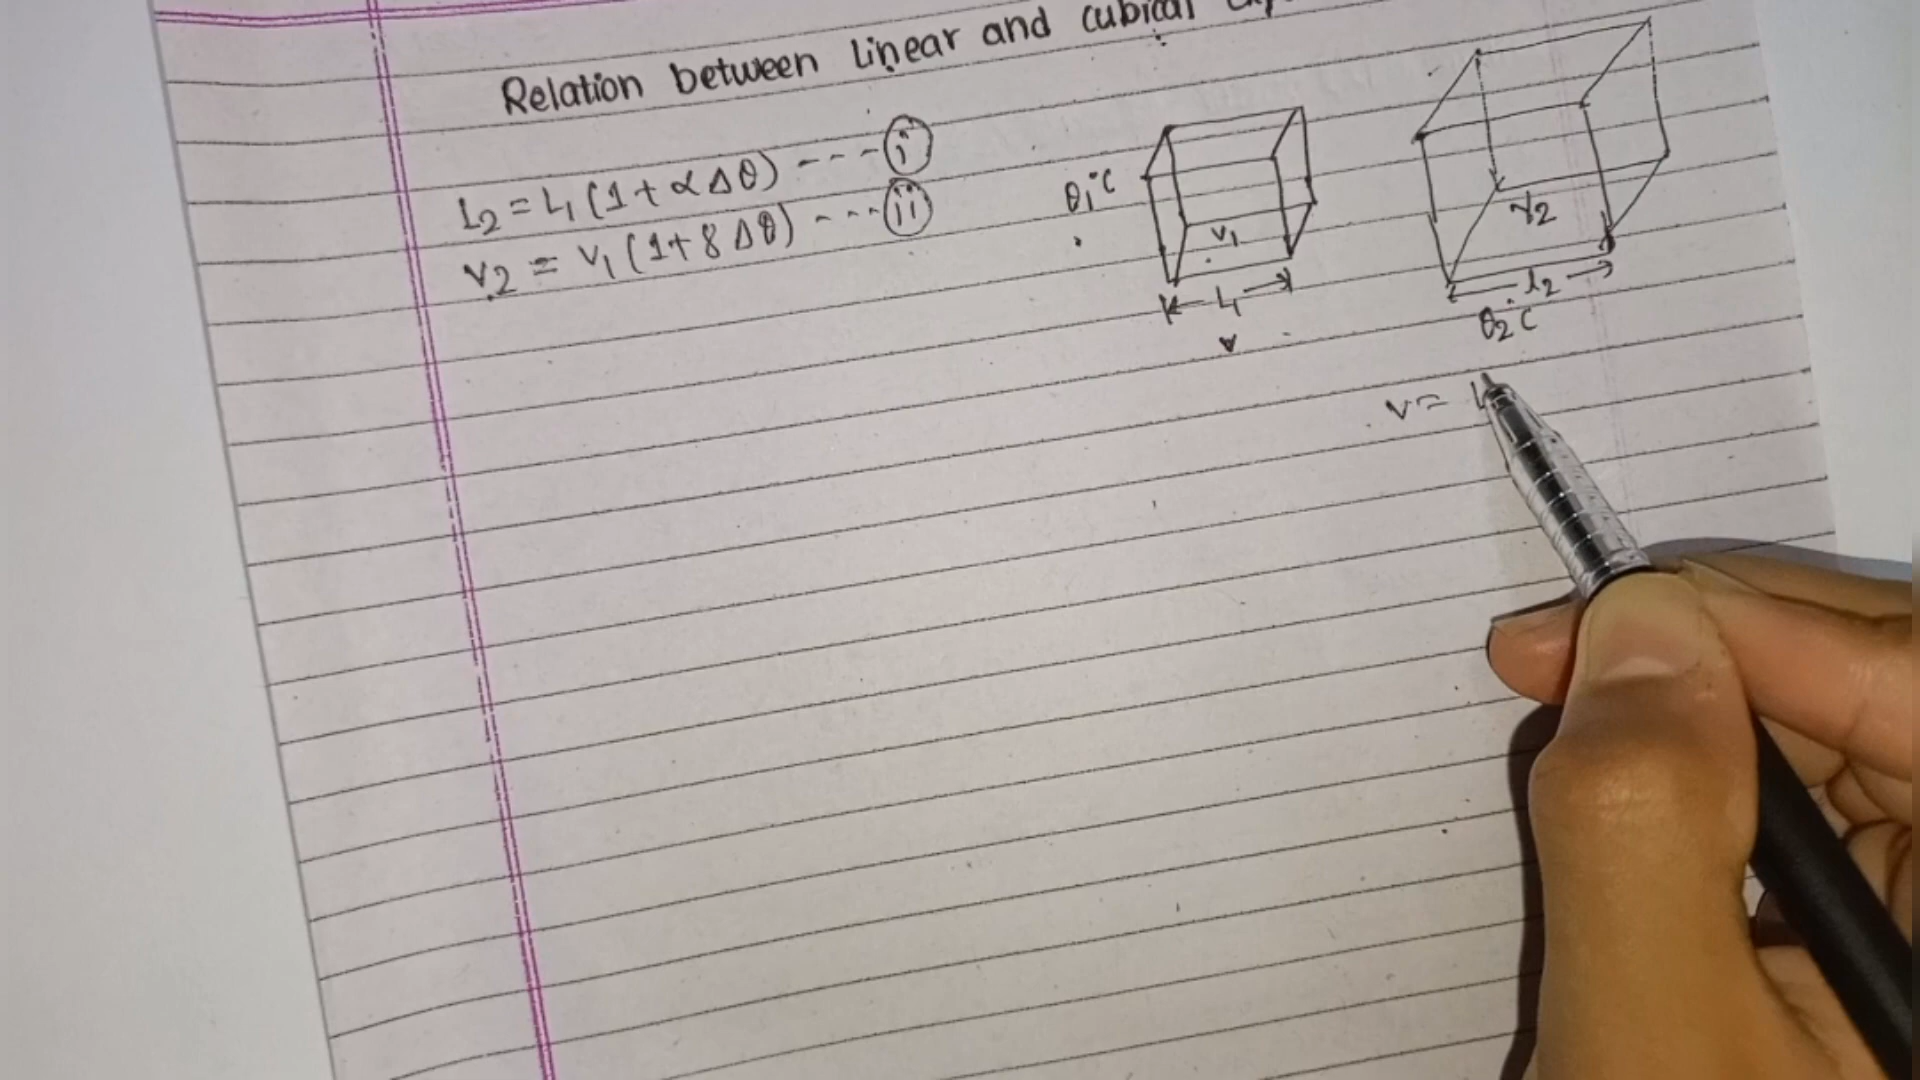 Relation between linear and cubical
L2 = L1 (1 + α Δθ) ----(i)
V2 = V1 (1 + γ Δθ) ----(ii)
θ1°C
V1
L1
V
V2
l2
θ2°C
V =